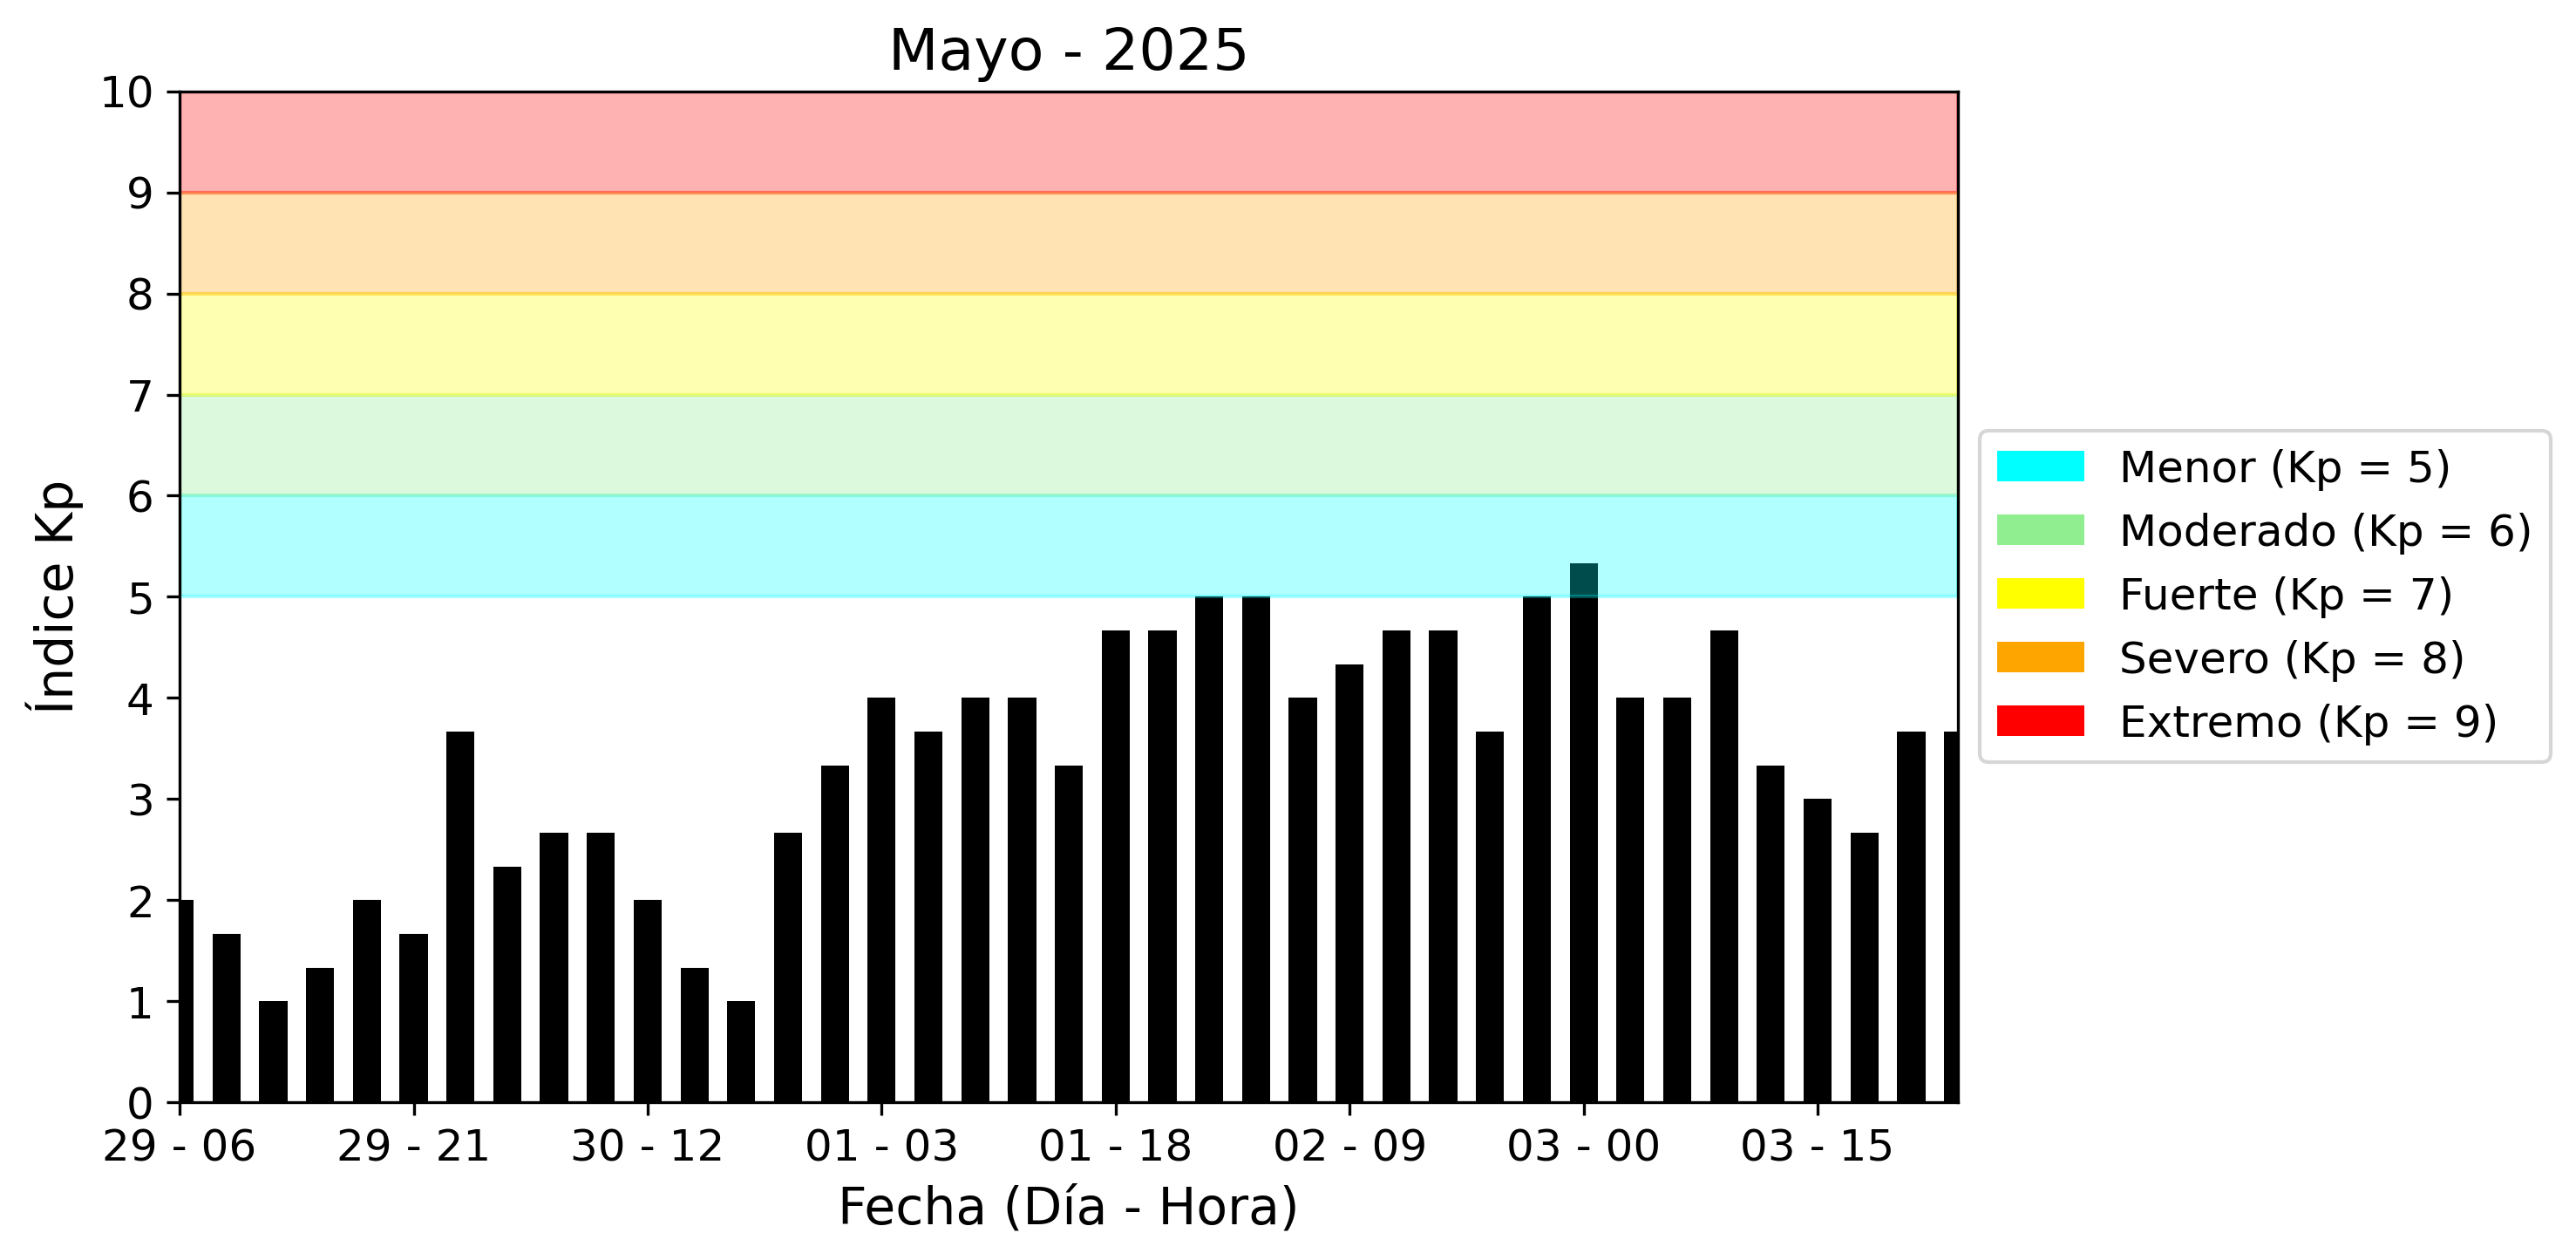 Mayo - 2025
10
9
8
7
6
5
4
3
2
1
0
Índice Kp
29 - 06
29 - 21
30 - 12
01 - 03
01 - 18
02 - 09
03 - 00
03 - 15
Fecha (Día - Hora)
Menor (Kp = 5)
Moderado (Kp = 6)
Fuerte (Kp = 7)
Severo (Kp = 8)
Extremo (Kp = 9)